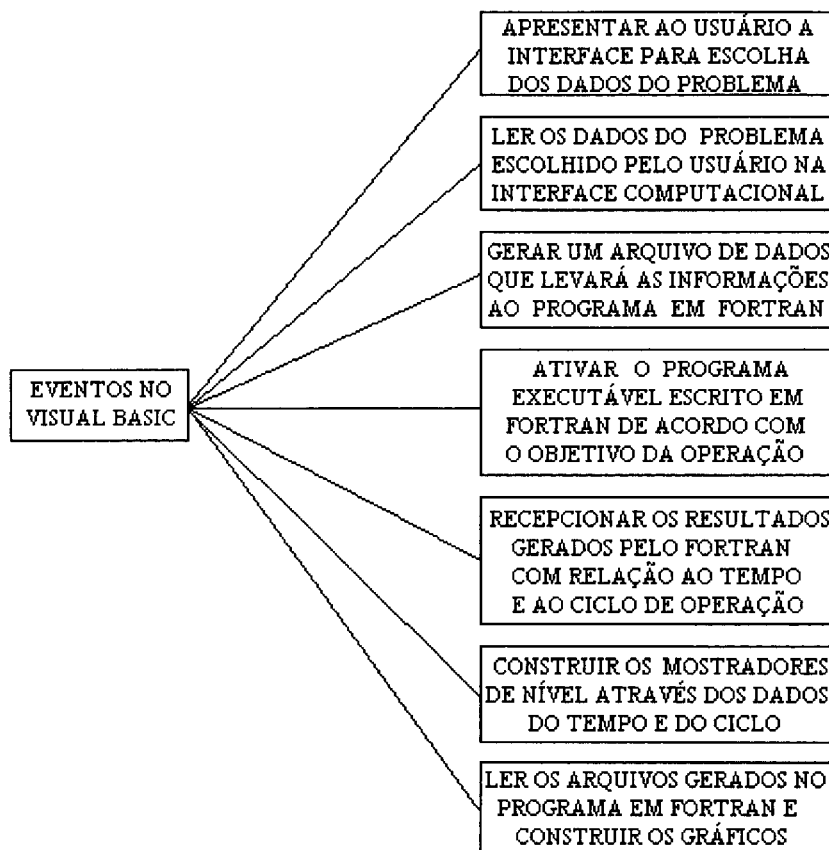 APRESENTAR AO USUÁRIO A
INTERFACE PARA ESCOLHA
DOS DADOS DO PROBLEMA
LER OS DADOS DO PROBLEMA
ESCOLHIDO PELO USUÁRIO NA
INTERFACE COMPUTACIONAL
GERAR UM ARQUIVO DE DADOS
QUE LEVARÁ AS INFORMAÇÕES
AO PROGRAMA EM FORTRAN
EVENTOS NO
VISUAL BASIC
ATIVAR O PROGRAMA
EXECUTÁVEL ESCRITO EM
FORTRAN DE ACORDO COM
O OBJETIVO DA OPERAÇÃO
RECEPCIONAR OS RESULTADOS
GERADOS PELO FORTRAN
COM RELAÇÃO AO TEMPO
E AO CICLO DE OPERAÇÃO
CONSTRUIR OS MOSTRADORES
DE NÍVEL ATRAVÉS DOS DADOS
DO TEMPO E DO CICLO
LER OS ARQUIVOS GERADOS NO
PROGRAMA EM FORTRAN E
CONSTRUIR OS GRÁFICOS